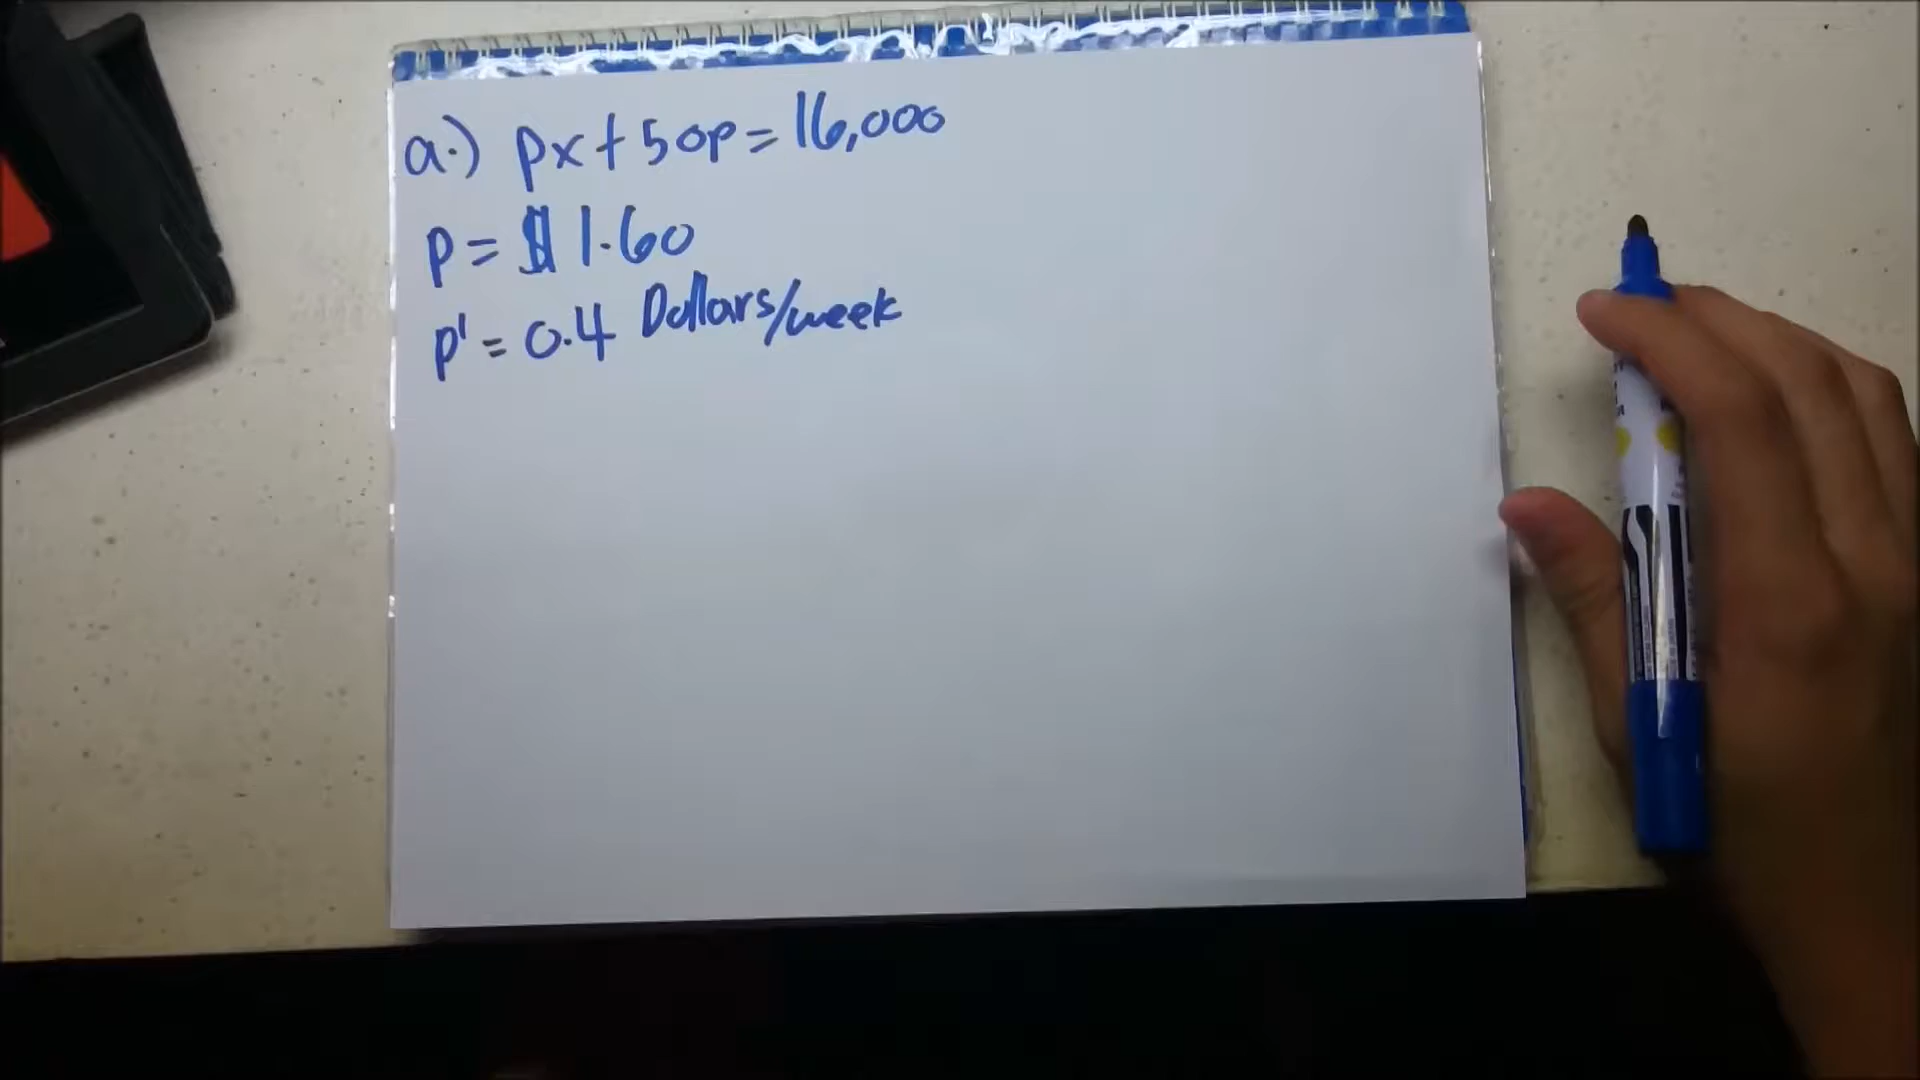 a.) px + 50p = 16,000
p = $ 1.60
p' = 0.4 Dollars/week